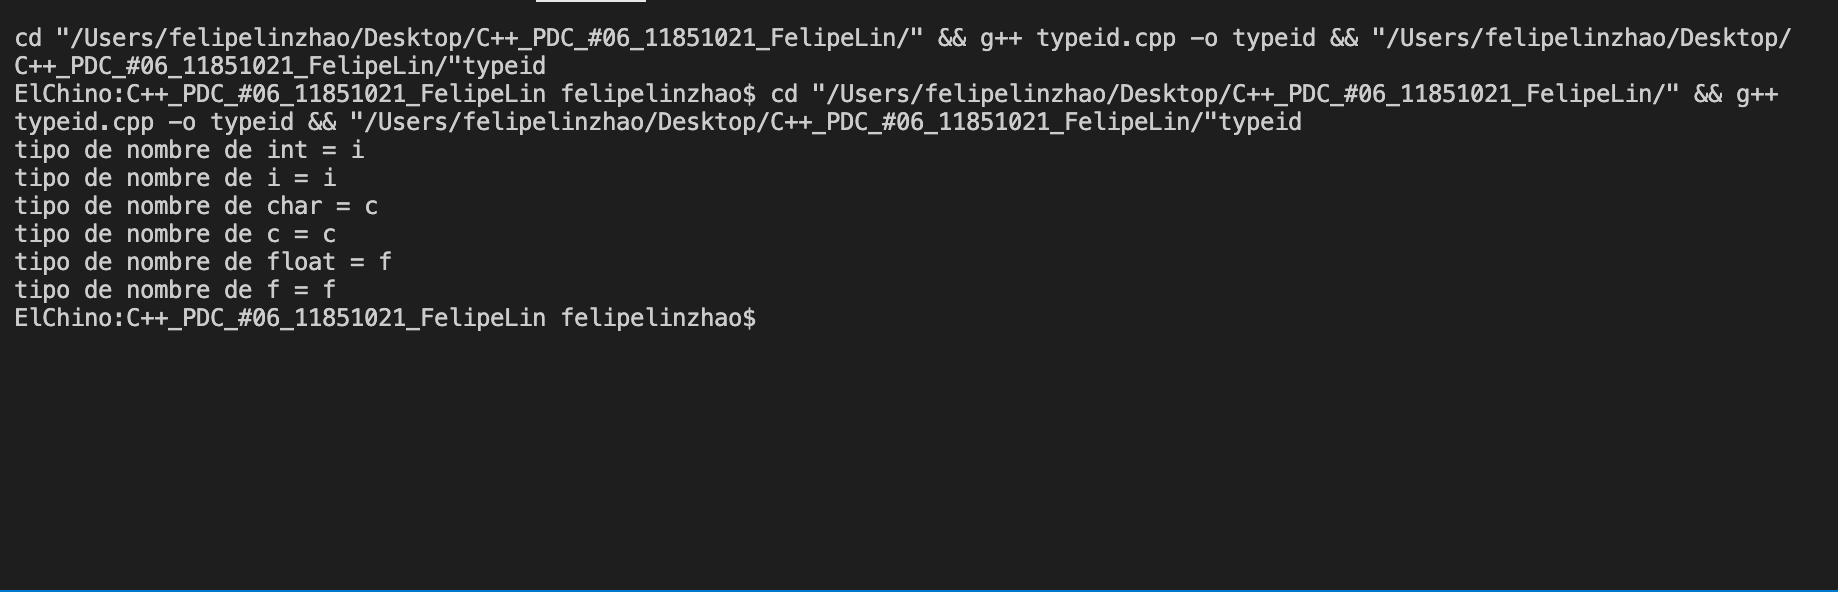 cd "/Users/felipelinzhao/Desktop/C++_PDC_#06_11851021_FelipeLin/" && g++ typeid.cpp -o typeid && "/Users/felipelinzhao/Desktop/
C++_PDC_#06_11851021_FelipeLin/"typeid
ElChino:C++_PDC_#06_11851021_FelipeLin felipelinzhao$ cd "/Users/felipelinzhao/Desktop/C++_PDC_#06_11851021_FelipeLin/" && g++
typeid.cpp -o typeid && "/Users/felipelinzhao/Desktop/C++_PDC_#06_11851021_FelipeLin/"typeid
tipo de nombre de int = i
tipo de nombre de i = i
tipo de nombre de char = c
tipo de nombre de c = c
tipo de nombre de float = f
tipo de nombre de f = f
ElChino:C++_PDC_#06_11851021_FelipeLin felipelinzhao$